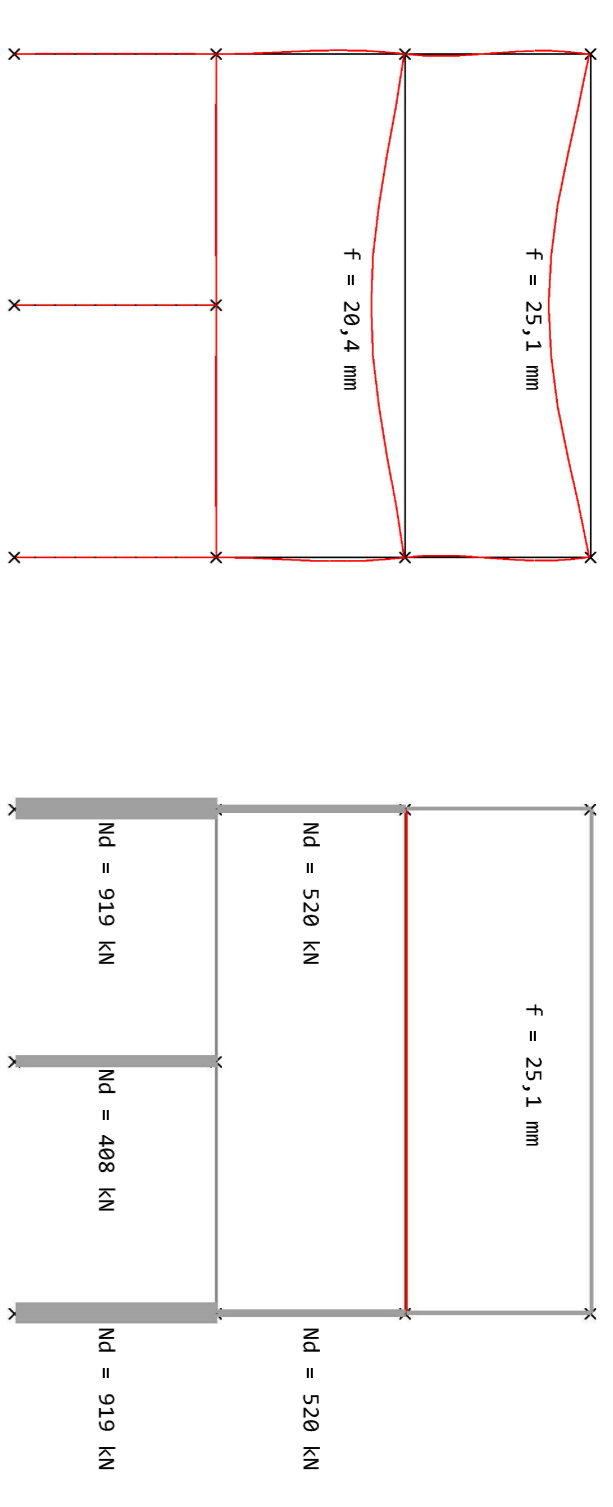 f = 25,1 mm
f = 20,4 mm
f = 25,1 mm
Nd = 520 kN
Nd = 520 kN
Nd = 919 kN
Nd = 408 kN
Nd = 919 kN